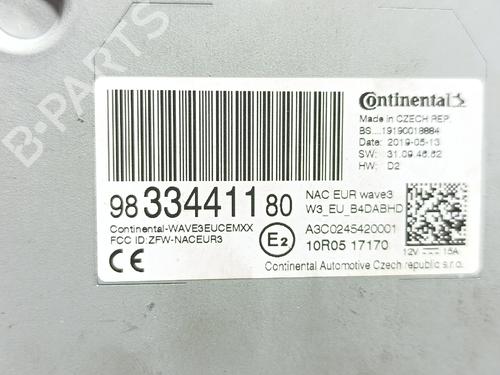 B-PARTS
Continental
Made in CZECH REP.
BS....19190018884
Date: 2019-05-13
SW: 31.09.46.62
HW: D2
98 334411 80
NAC EUR wave3
W3_EU_B4DABHD
Continental-WAVE3EUCEMXX
FCC ID:ZFW-NACEUR3
E2
A3C0245420001
10R05 17170
12V 15A
CE
Continental Automotive Czech republic s.r.o.